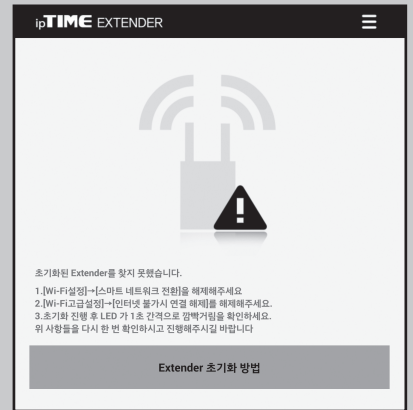 ipTIME EXTENDER
초기화된 Extender를 찾지 못했습니다.
1.[Wi-Fi설정]→[스마트 네트워크 전환]을 해제해주세요
2.[Wi-Fi고급설정]→[인터넷 불가시 연결 해제]를 해제해주세요.
3.초기화 진행 후 LED 가 1초 간격으로 깜빡거림을 확인하세요.
위 사항들을 다시 한 번 확인하시고 진행해주시길 바랍니다
Extender 초기화 방법